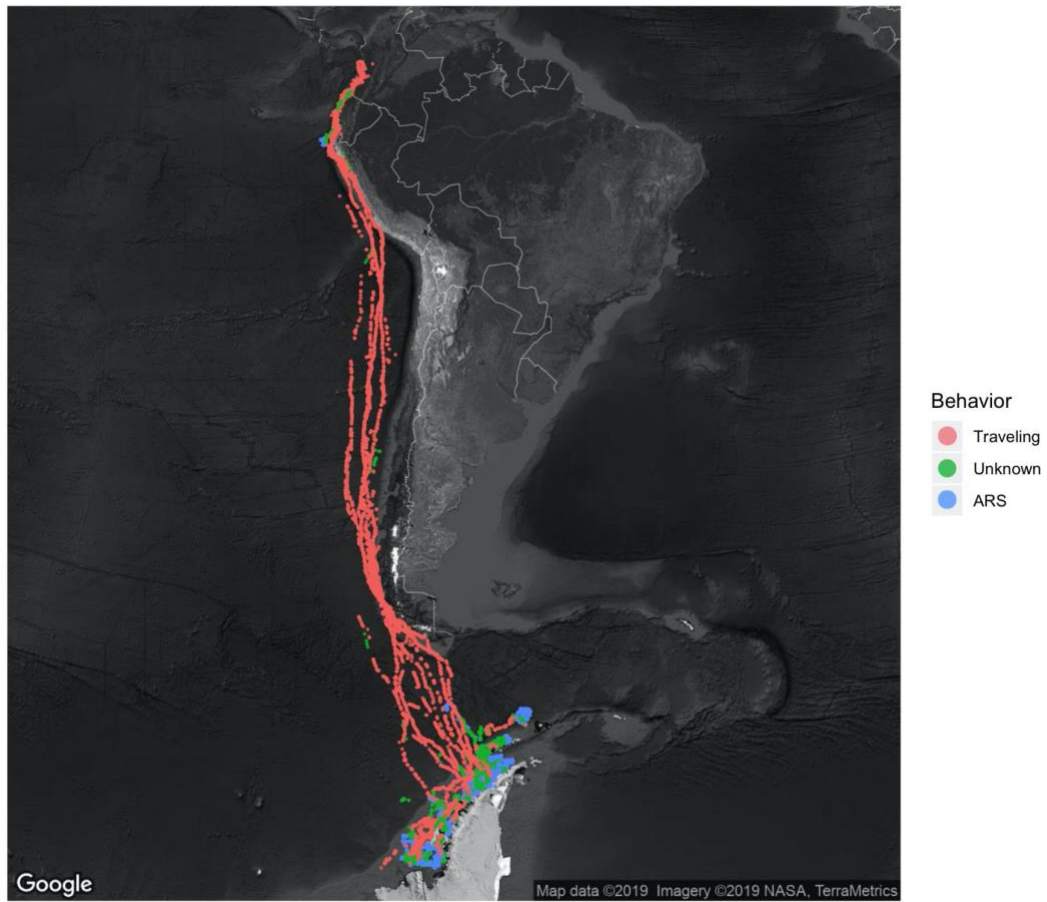 Behavior
Traveling
Unknown
ARS
Google
Map data ©2019 Imagery ©2019 NASA, TerraMetrics